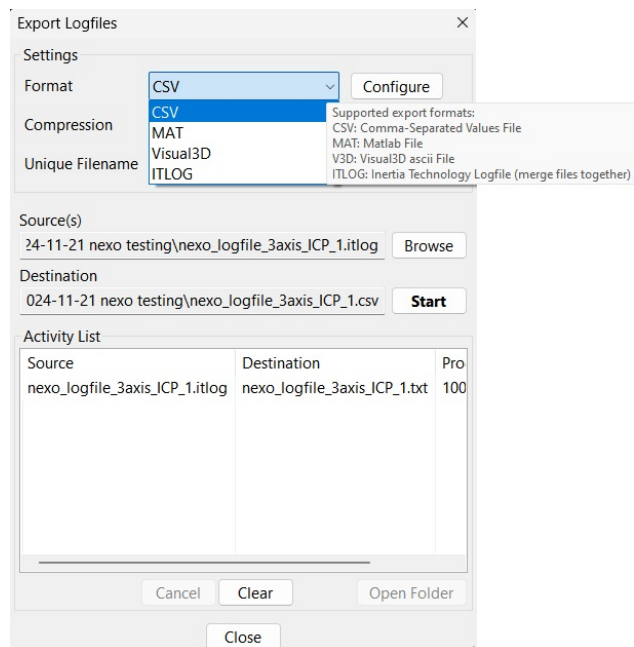 Export Logfiles
Settings
Format
CSV
Configure
CSV
MAT
Visual3D
ITLOG
Supported export formats:
CSV: Comma-Separated Values File
MAT: Matlab File
V3D: Visual3D ascii File
ITLOG: Inertia Technology Logfile (merge files together)
Compression
Unique Filename
Source(s)
24-11-21 nexo testing\nexo_logfile_3axis_ICP_1.itlog
Browse
Destination
024-11-21 nexo testing\nexo_logfile_3axis_ICP_1.csv
Start
Activity List
Source Destination Pro
nexo_logfile_3axis_ICP_1.itlog nexo_logfile_3axis_ICP_1.txt 100
Cancel Clear Open Folder
Close